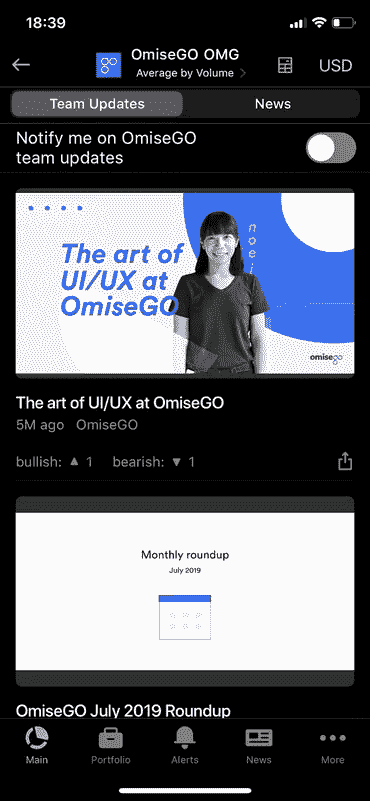 18:39
OmiseGO OMG
Average by Volume
USD
Team Updates
News
Notify me on OmiseGO
team updates
The art of
UI/UX at
OmiseGO
noei
omisego
The art of UI/UX at OmiseGO
5M ago OmiseGO
bullish: ▲ 1 bearish: ▼ 1
Monthly roundup
July 2019
OmiseGO July 2019 Roundup
Main
Portfolio
Alerts
News
More